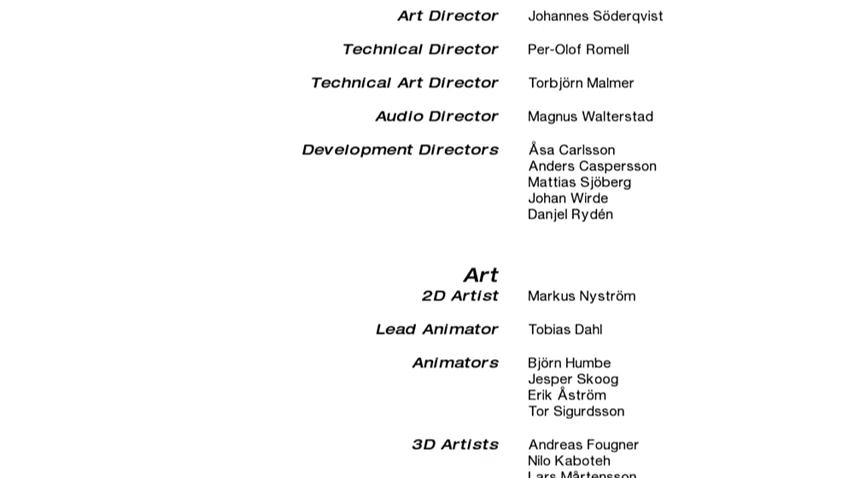 Art Director Johannes Söderqvist
Technical Director Per-Olof Romell
Technical Art Director Torbjörn Malmer
Audio Director Magnus Walterstad
Development Directors Åsa Carlsson
Anders Caspersson
Mattias Sjöberg
Johan Wirde
Danjel Rydén
Art
2D Artist Markus Nyström
Lead Animator Tobias Dahl
Animators Björn Humbe
Jesper Skoog
Erik Åström
Tor Sigurdsson
3D Artists Andreas Fougner
Nilo Kaboteh
Lars Mårtensson